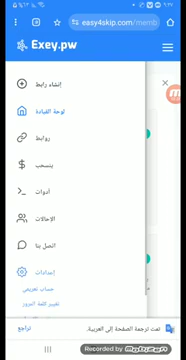 easy4skip.com/memb
Exey.pw
إنشاء رابط
لوحة القيادة
روابط
ينسحب
أدوات
الإحالات
اتصل بنا
إعدادات
حساب تعريفي
تغيير كلمة المرور
تمت ترجمة الصفحة إلى العربية.
تراجع
Recorded by
Mobizen